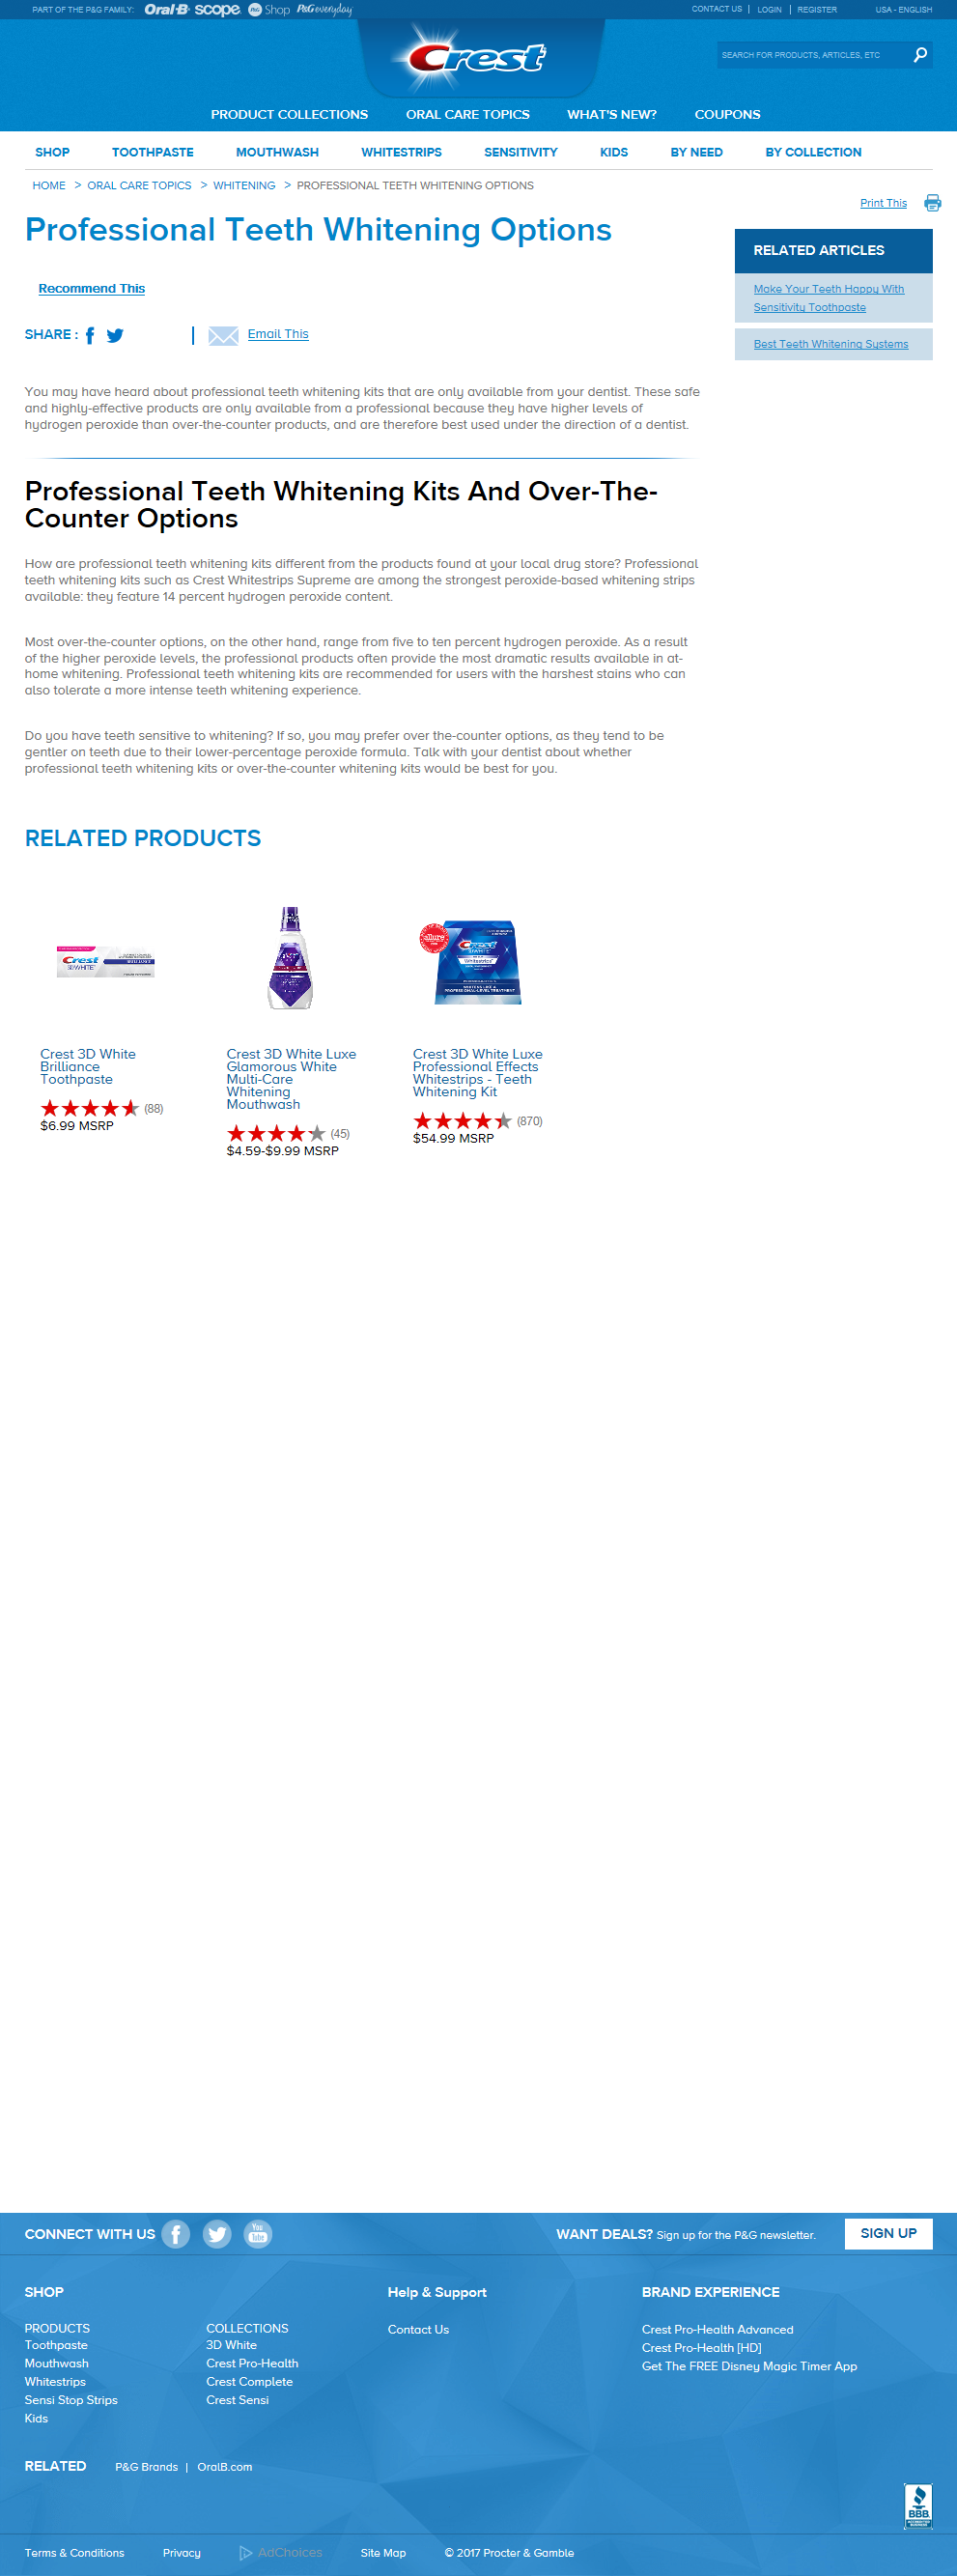 PART OF THE P&G FAMILY: Oral-B scope P&G Shop P&G everyday
CONTACT US | LOGIN | REGISTER USA - ENGLISH
Crest
SEARCH FOR PRODUCTS, ARTICLES, ETC
PRODUCT COLLECTIONS ORAL CARE TOPICS WHAT'S NEW? COUPONS
SHOP TOOTHPASTE MOUTHWASH WHITESTRIPS SENSITIVITY KIDS BY NEED BY COLLECTION
HOME > ORAL CARE TOPICS > WHITENING > PROFESSIONAL TEETH WHITENING OPTIONS
Print This
Professional Teeth Whitening Options
Recommend This
SHARE : | Email This
RELATED ARTICLES
Make Your Teeth Happy With
Sensitivity Toothpaste
Best Teeth Whitening Systems
You may have heard about professional teeth whitening kits that are only available from your dentist. These safe
and highly-effective products are only available from a professional because they have higher levels of
hydrogen peroxide than over-the-counter products, and are therefore best used under the direction of a dentist.
Professional Teeth Whitening Kits And Over-The-
Counter Options
How are professional teeth whitening kits different from the products found at your local drug store? Professional
teeth whitening kits such as Crest Whitestrips Supreme are among the strongest peroxide-based whitening strips
available: they feature 14 percent hydrogen peroxide content.
Most over-the-counter options, on the other hand, range from five to ten percent hydrogen peroxide. As a result
of the higher peroxide levels, the professional products often provide the most dramatic results available in at-
home whitening. Professional teeth whitening kits are recommended for users with the harshest stains who can
also tolerate a more intense teeth whitening experience.
Do you have teeth sensitive to whitening? If so, you may prefer over the-counter options, as they tend to be
gentler on teeth due to their lower-percentage peroxide formula. Talk with your dentist about whether
professional teeth whitening kits or over-the-counter whitening kits would be best for you.
RELATED PRODUCTS
Crest
3D WHITE
BRILLIANCE
allure
Crest
3D WHITE
Whitestrips
PROFESSIONAL-LEVEL TREATMENT
Crest 3D White
Brilliance
Toothpaste
(88)
$6.99 MSRP
Crest 3D White Luxe
Glamorous White
Multi-Care
Whitening
Mouthwash
(45)
$4.59-$9.99 MSRP
Crest 3D White Luxe
Professional Effects
Whitestrips - Teeth
Whitening Kit
(870)
$54.99 MSRP
CONNECT WITH US You Tube
WANT DEALS? Sign up for the P&G newsletter. SIGN UP
SHOP
PRODUCTS
Toothpaste
Mouthwash
Whitestrips
Sensi Stop Strips
Kids
COLLECTIONS
3D White
Crest Pro-Health
Crest Complete
Crest Sensi
Help & Support
Contact Us
BRAND EXPERIENCE
Crest Pro-Health Advanced
Crest Pro-Health [HD]
Get The FREE Disney Magic Timer App
RELATED P&G Brands | OralB.com
BBB
Terms & Conditions Privacy AdChoices Site Map © 2017 Procter & Gamble